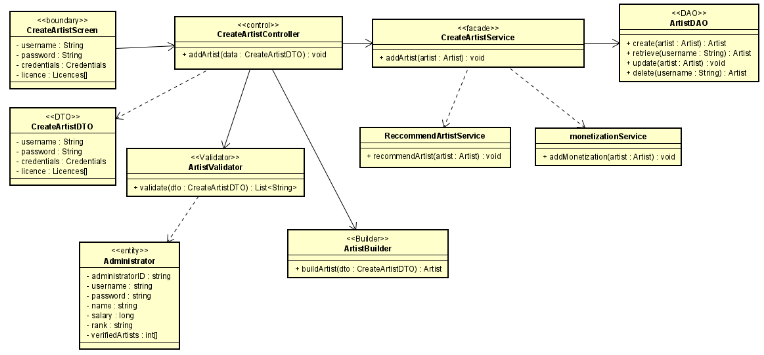 <<boundary>>
CreateArtistScreen
- username : String
- password : String
- credentials : Credentials
- licence : Licences[]
<<control>>
CreateArtistController
+ addArtist(data : CreateArtistDTO) : void
<<facade>>
CreateArtistService
+ addArtist(artist : Artist) : void
<<DAO>>
ArtistDAO
+ create(artist : Artist) : Artist
+ retrieve(username : String) : Artist
+ update(artist : Artist) : void
+ delete(username : String) : Artist
<<DTO>>
CreateArtistDTO
- username : String
- password : String
- credentials : Credentials
- licence : Licences[]
ReccommendArtistService
+ recommendArtist(artist : Artist) : void
monetizationService
+ addMonetization(artist : Artist) : void
<<Validator>>
ArtistValidator
+ validate(dto : CreateArtistDTO) : List<String>
<<Builder>>
ArtistBuilder
+ buildArtist(dto : CreateArtistDTO) : Artist
<<entity>>
Administrator
- administratorID : string
- username : string
- password : string
- name : string
- salary : long
- rank : string
- verifiedArtists : int[]